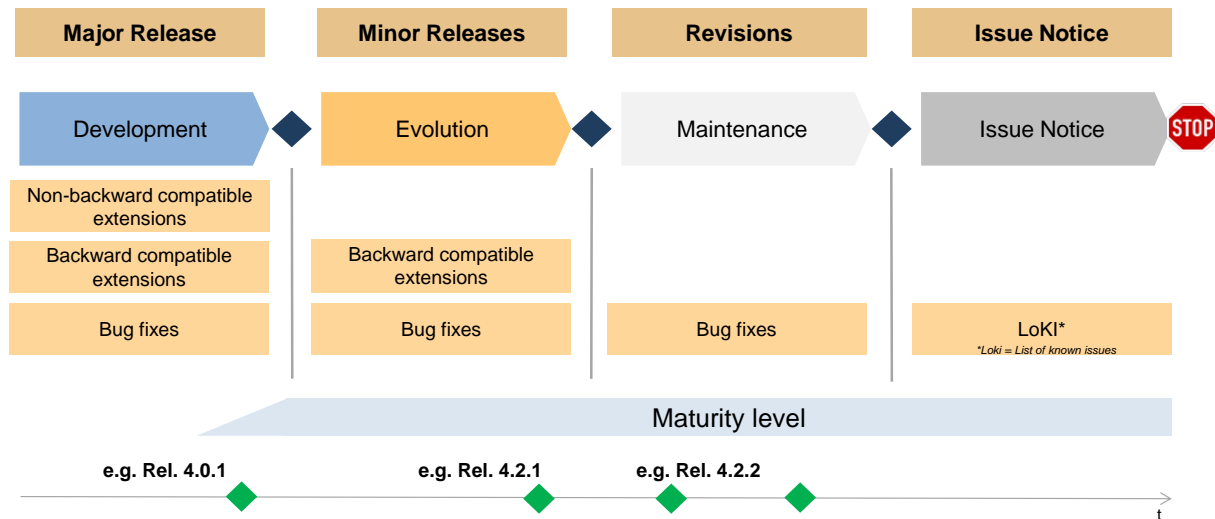 Major Release
Minor Releases
Revisions
Issue Notice
Development
Evolution
Maintenance
Issue Notice
STOP
Non-backward compatible
extensions
Backward compatible
extensions
Backward compatible
extensions
Bug fixes
Bug fixes
Bug fixes
LoKI*
*Loki = List of known issues
Maturity level
e.g. Rel. 4.0.1
e.g. Rel. 4.2.1
e.g. Rel. 4.2.2
t